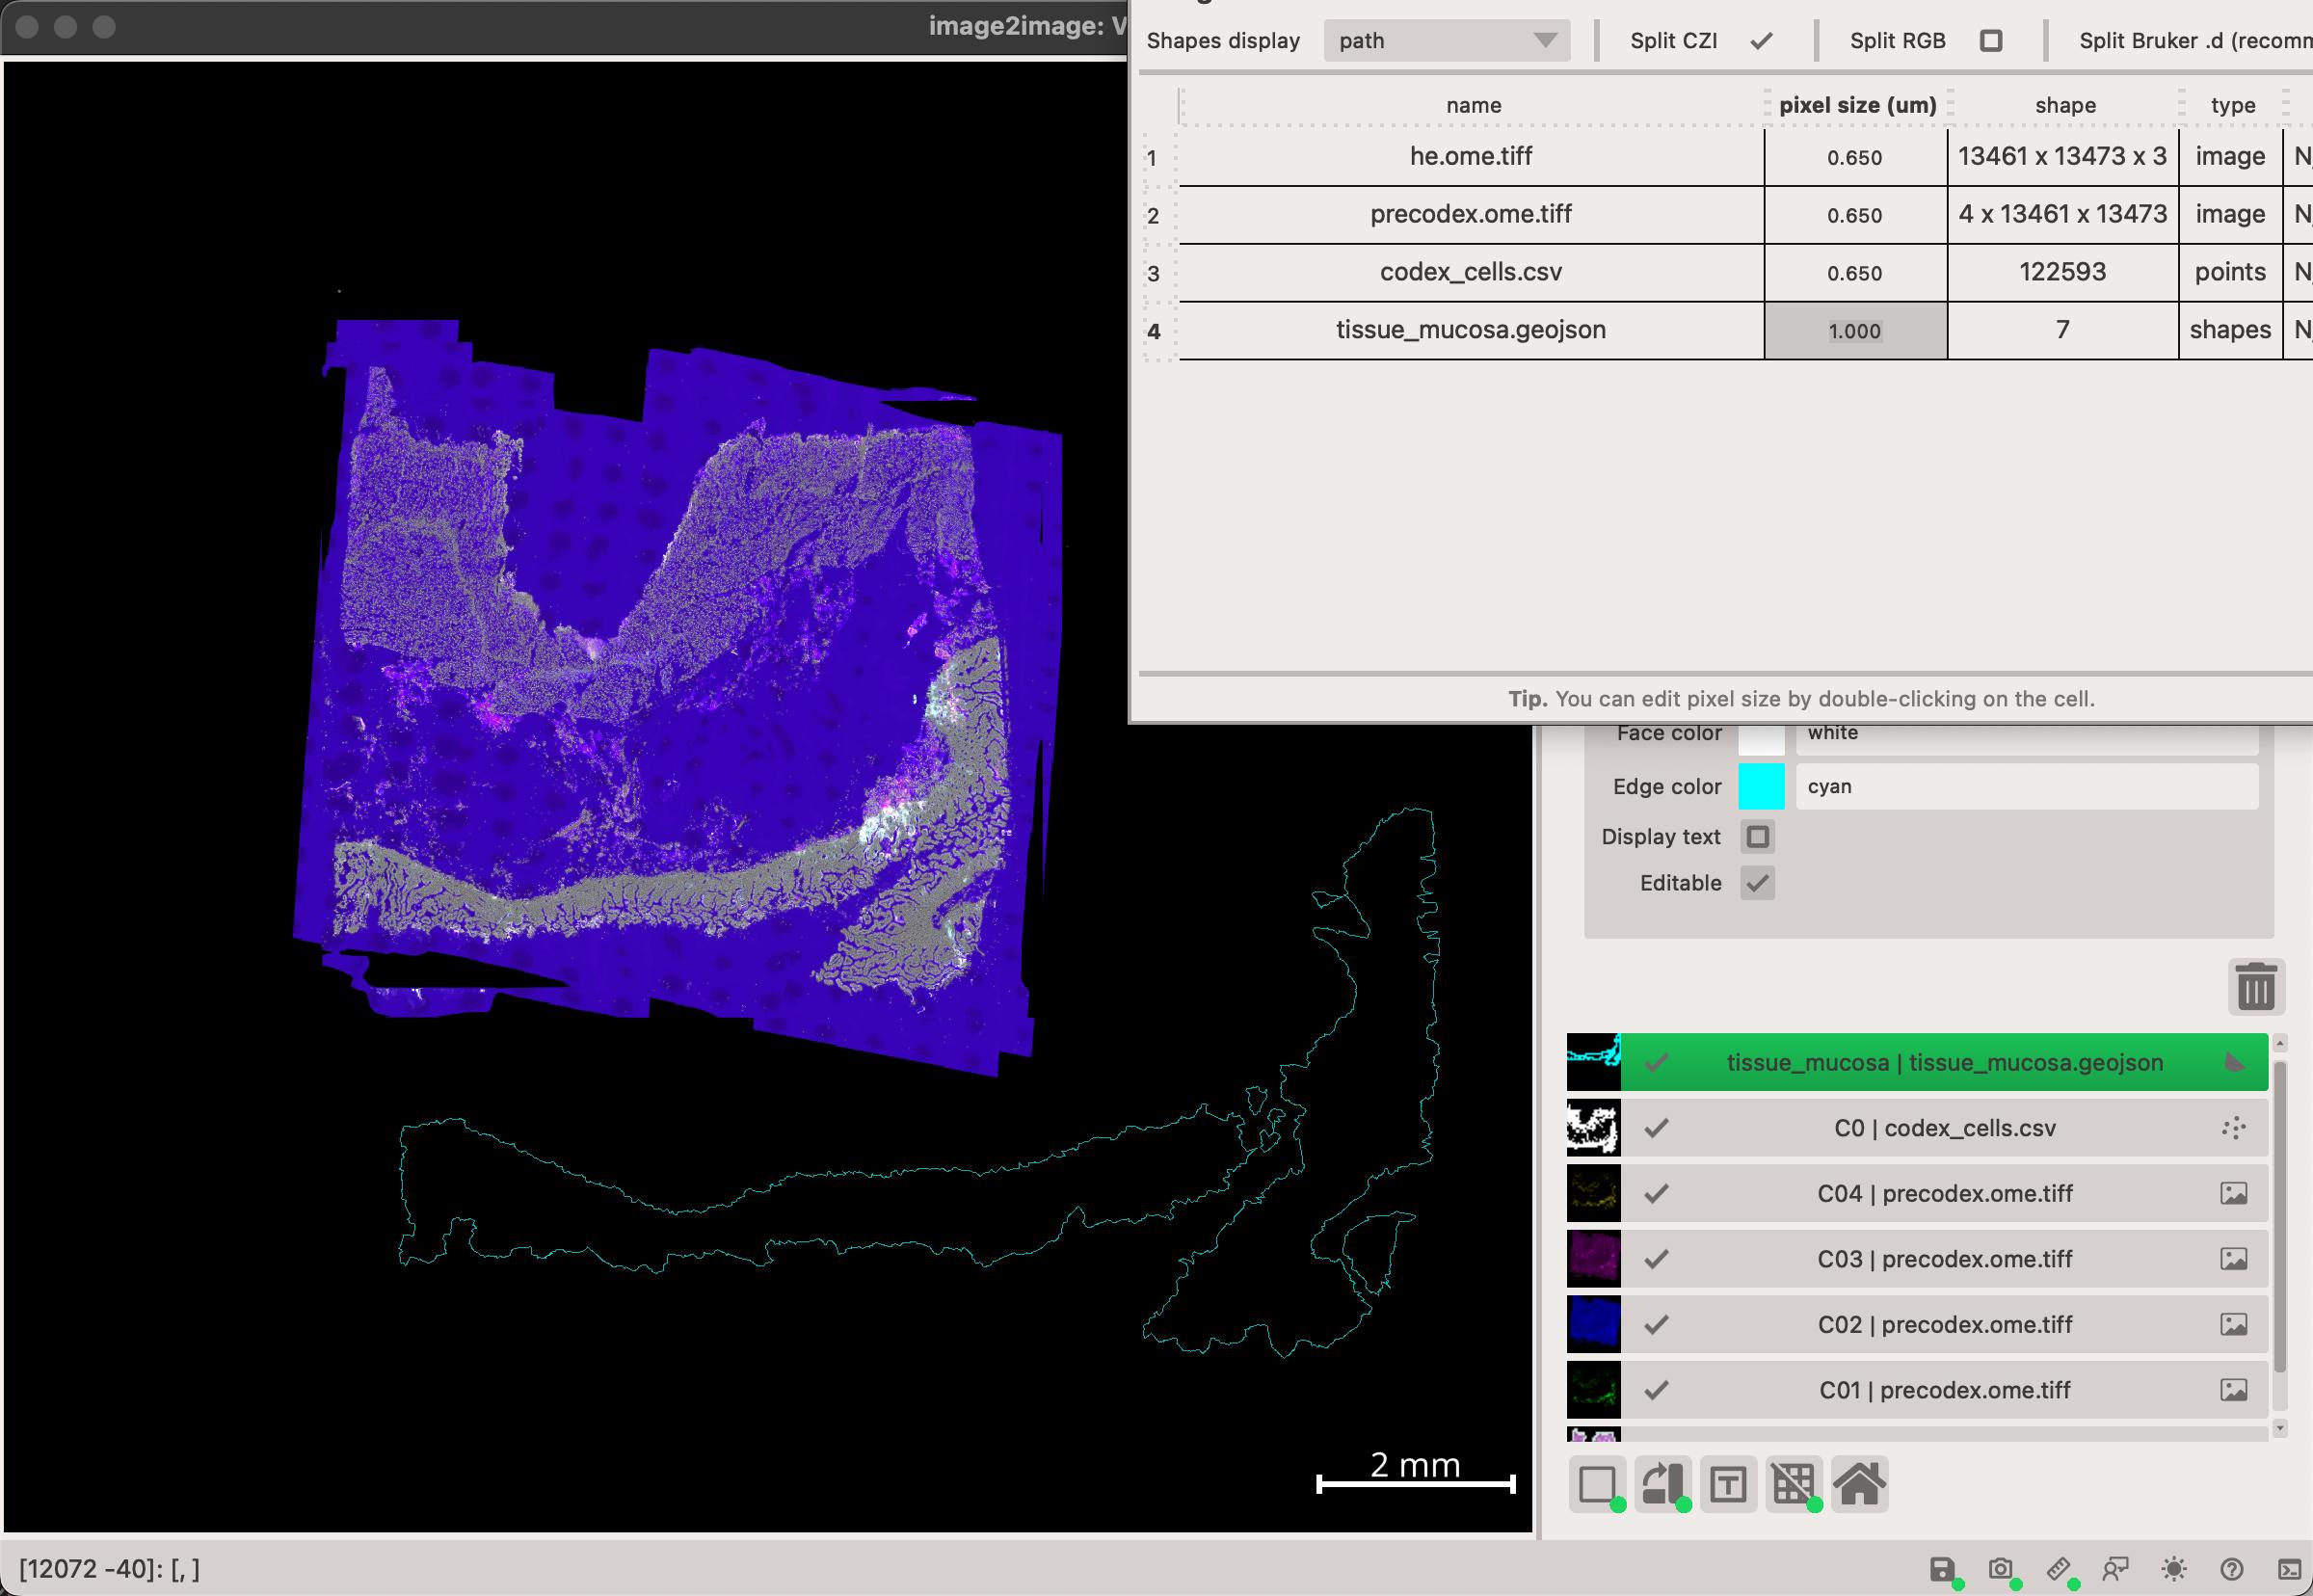 image2image: V
Shapes display path Split CZI Split RGB Split Bruker .d (recomm
name pixel size (um) shape type
1 he.ome.tiff 0.650 13461 x 13473 x 3 image N
2 precodex.ome.tiff 0.650 4 x 13461 x 13473 image N
3 codex_cells.csv 0.650 122593 points N
4 tissue_mucosa.geojson 1.000 7 shapes N
Tip. You can edit pixel size by double-clicking on the cell.
Face color white
Edge color cyan
Display text
Editable
tissue_mucosa | tissue_mucosa.geojson
C0 | codex_cells.csv
C04 | precodex.ome.tiff
C03 | precodex.ome.tiff
C02 | precodex.ome.tiff
C01 | precodex.ome.tiff
2 mm
[12072 -40]: [, ]